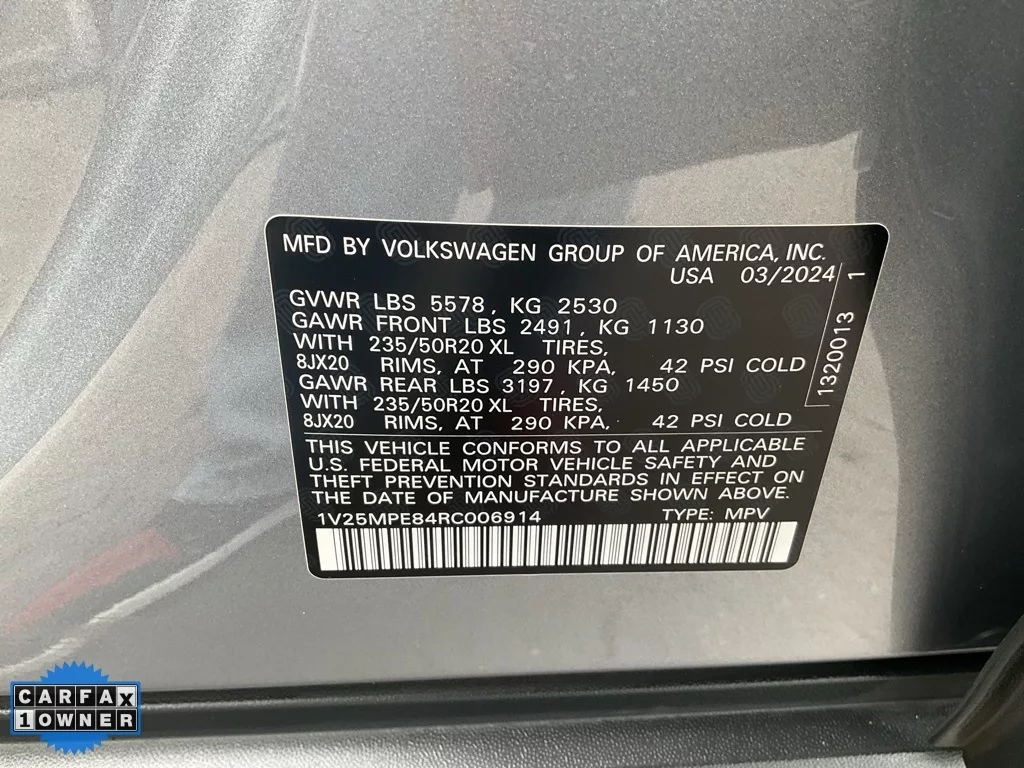 MFD BY VOLKSWAGEN GROUP OF AMERICA, INC.
USA 03/2024
GVWR LBS 5578, KG 2530
GAWR FRONT LBS 2491, KG 1130
WITH 235/50R20 XL TIRES,
8JX20 RIMS, AT 290 KPA, 42 PSI COLD
GAWR REAR LBS 3197, KG 1450
WITH 235/50R20 XL TIRES,
8JX20 RIMS, AT 290 KPA, 42 PSI COLD
1320013 1
THIS VEHICLE CONFORMS TO ALL APPLICABLE
U.S. FEDERAL MOTOR VEHICLE SAFETY AND
THEFT PREVENTION STANDARDS IN EFFECT ON
THE DATE OF MANUFACTURE SHOWN ABOVE.
1V25MPE84RC006914 TYPE: MPV
CARFAX
1 OWNER